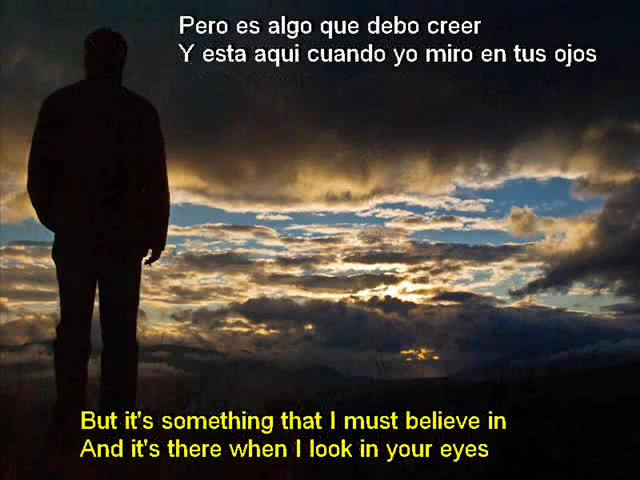 Pero es algo que debo creer
Y esta aqui cuando yo miro en tus ojos
But it's something that I must believe in
And it's there when I look in your eyes